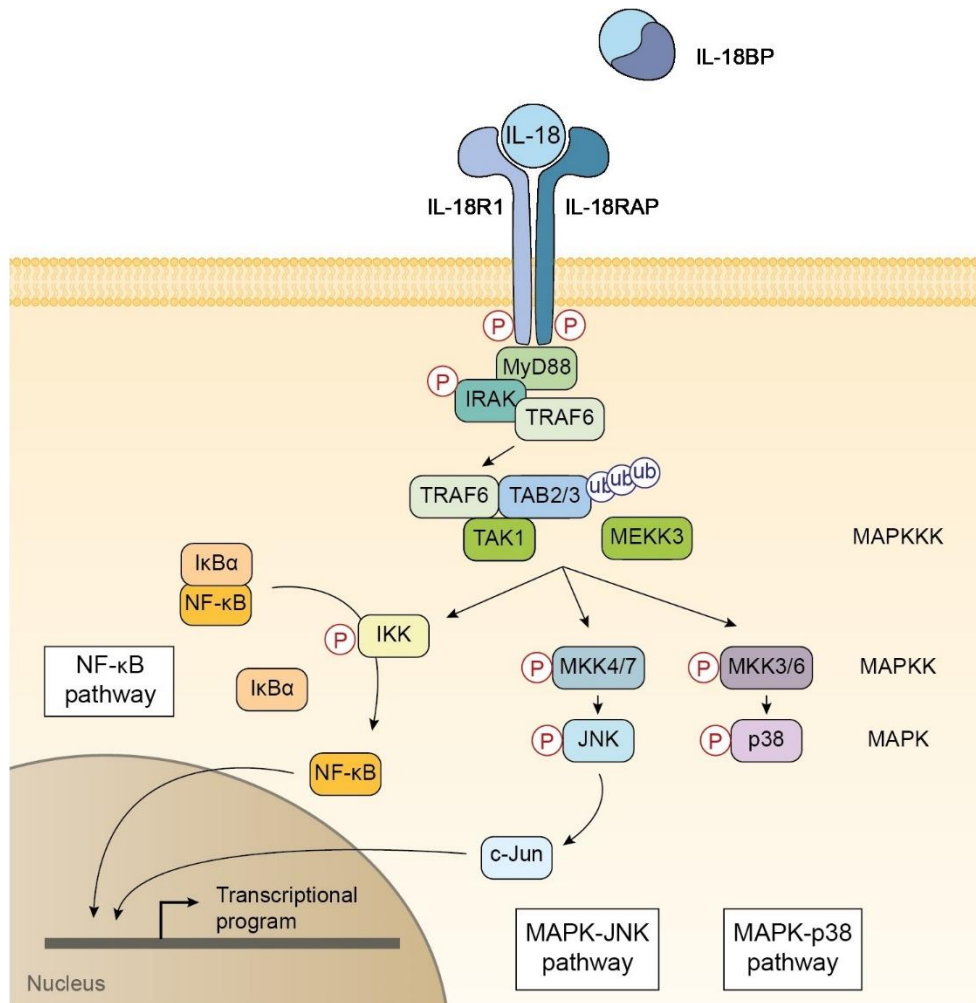 IL-18BP
IL-18
IL-18R1
IL-18RAP
P
P
MyD88
P
IRAK
TRAF6
TRAF6
TAB2/3
ub
ub
ub
TAK1
MEKK3
MAPKKK
IκBα
NF-κB
P
IKK
NF-κB
pathway
IκBα
P
MKK4/7
P
MKK3/6
MAPKK
P
JNK
P
p38
MAPK
NF-κB
c-Jun
Transcriptional
program
MAPK-JNK
pathway
MAPK-p38
pathway
Nucleus